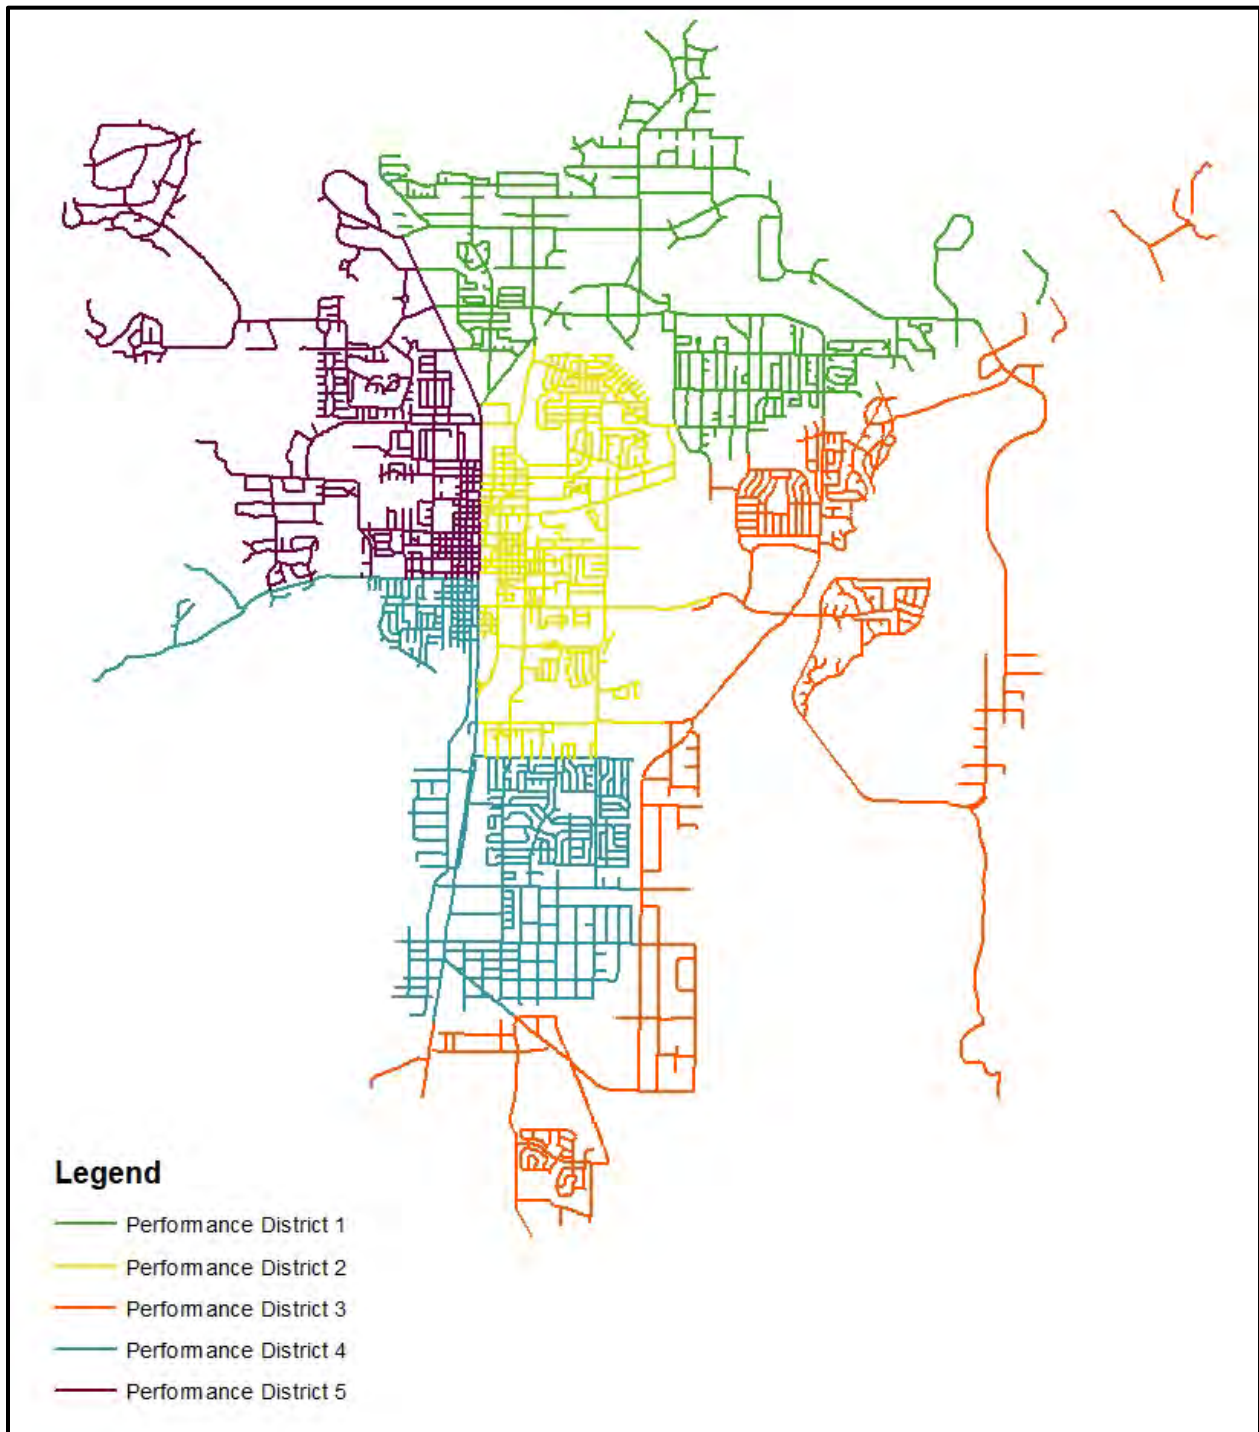 Legend
Performance District 1
Performance District 2
Performance District 3
Performance District 4
Performance District 5